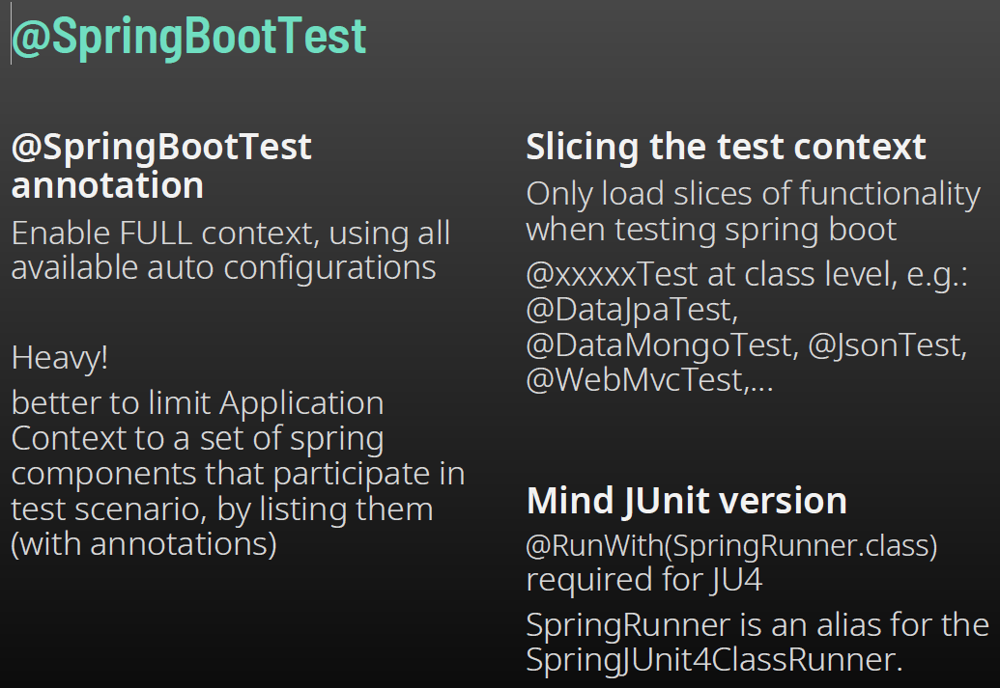 @SpringBootTest
@SpringBootTest
annotation
Enable FULL context, using all
available auto configurations
Heavy!
better to limit Application
Context to a set of spring
components that participate in
test scenario, by listing them
(with annotations)
Slicing the test context
Only load slices of functionality
when testing spring boot
@xxxxxTest at class level, e.g.:
@DataJpaTest,
@DataMongoTest, @JsonTest,
@WebMvcTest,...
Mind JUnit version
@RunWith(SpringRunner.class)
required for JU4
SpringRunner is an alias for the
SpringJUnit4ClassRunner.